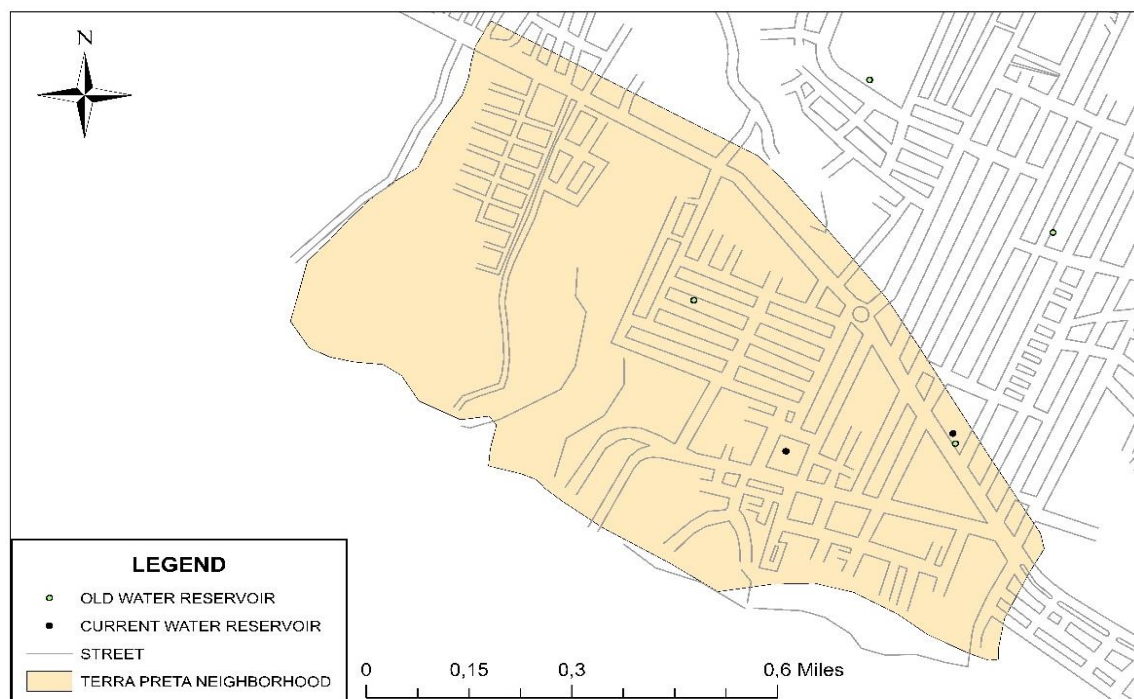 N
LEGEND
OLD WATER RESERVOIR
CURRENT WATER RESERVOIR
STREET
TERRA PRETA NEIGHBORHOOD
0 0,15 0,3 0,6 Miles